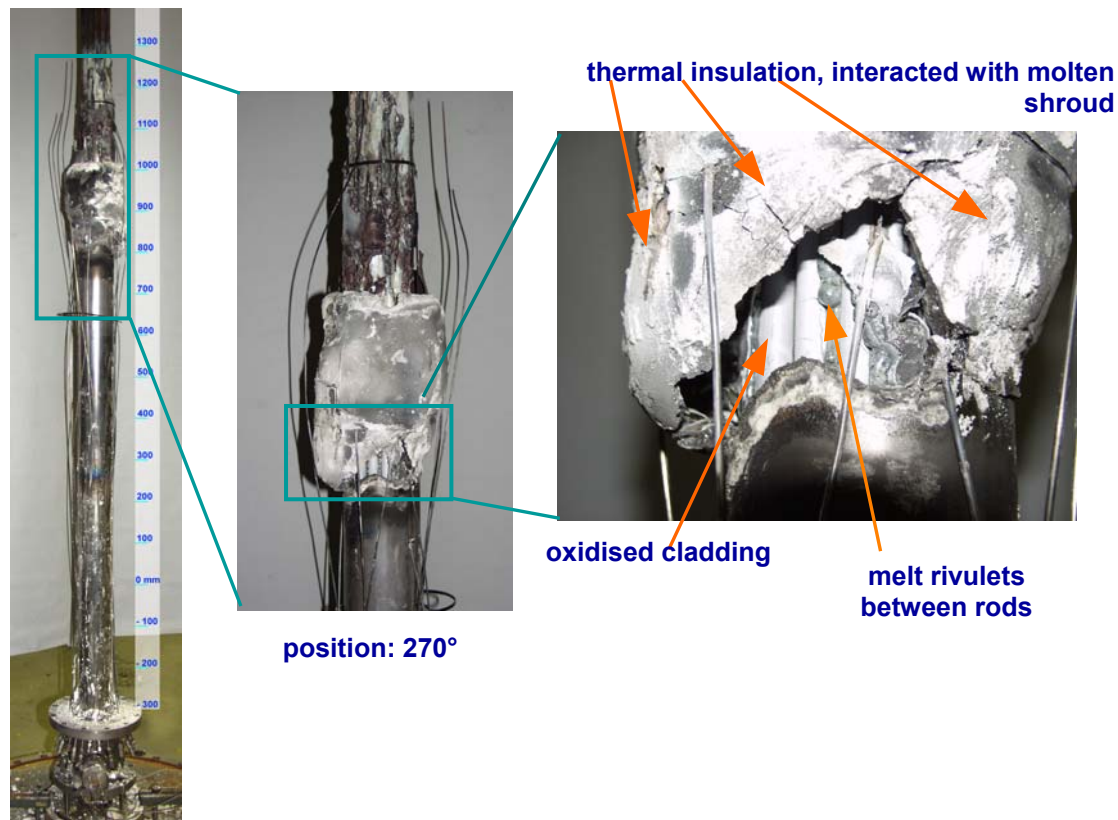 1300
1200
1100
1000
900
800
700
600
500
400
300
200
100
0 mm
- 100
- 200
- 300
thermal insulation, interacted with molten
shroud
oxidised cladding
melt rivulets
between rods
position: 270°